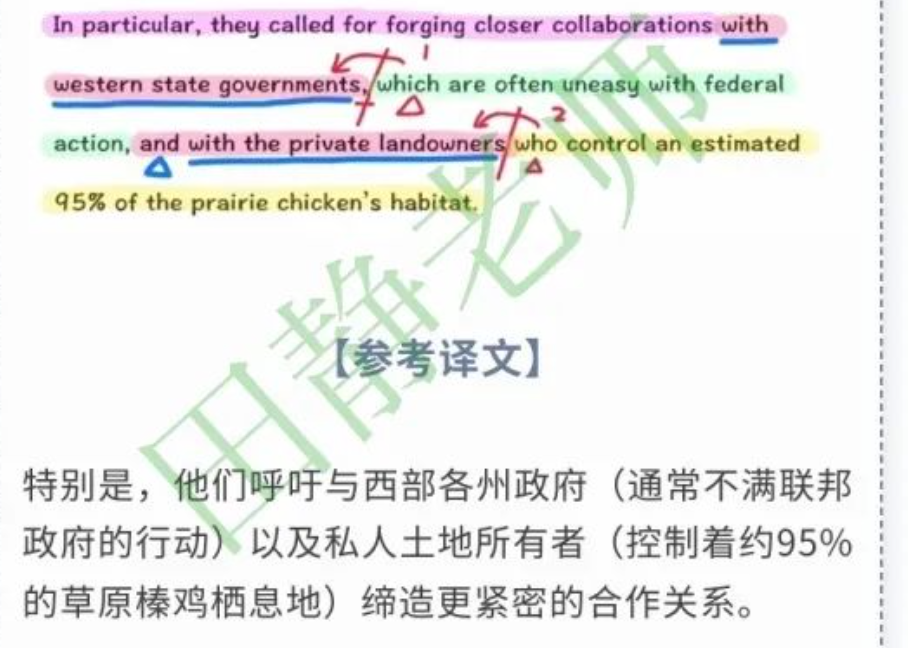 In particular, they called for forging closer collaborations with
western state governments, which are often uneasy with federal
1
action, and with the private landowners who control an estimated
2
95% of the prairie chicken's habitat.
田静老师
【参考译文】
特别是，他们呼吁与西部各州政府（通常不满联邦
政府的行动）以及私人土地所有者（控制着约95%
的草原榛鸡栖息地）缔造更紧密的合作关系。